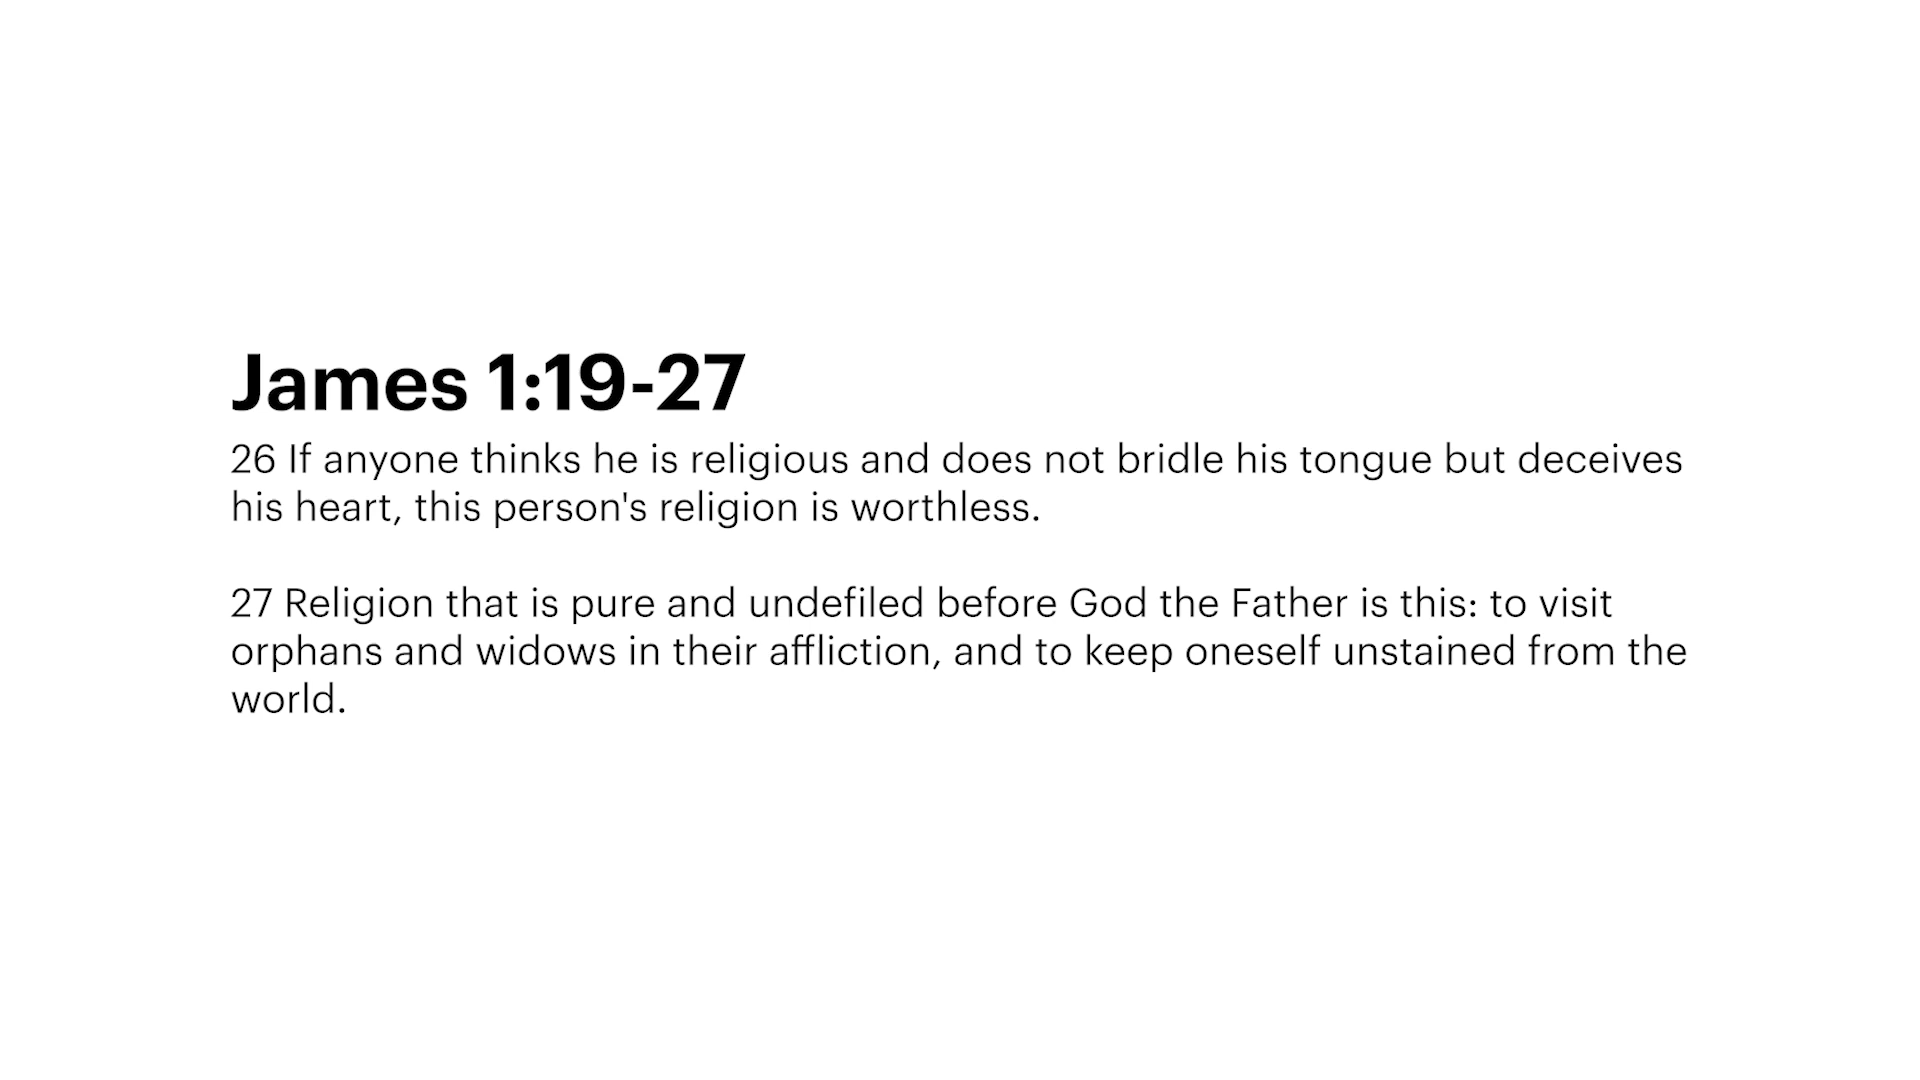 James 1:19-27
26 If anyone thinks he is religious and does not bridle his tongue but deceives
his heart, this person's religion is worthless.
27 Religion that is pure and undefiled before God the Father is this: to visit
orphans and widows in their affliction, and to keep oneself unstained from the
world.